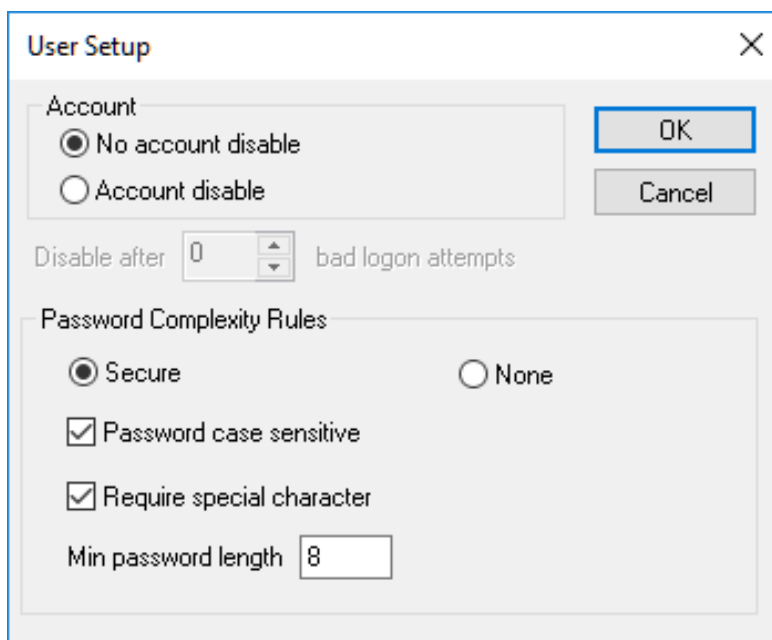 User Setup
Account
No account disable
Account disable
OK
Cancel
Disable after 0 bad logon attempts
Password Complexity Rules
Secure None
Password case sensitive
Require special character
Min password length 8